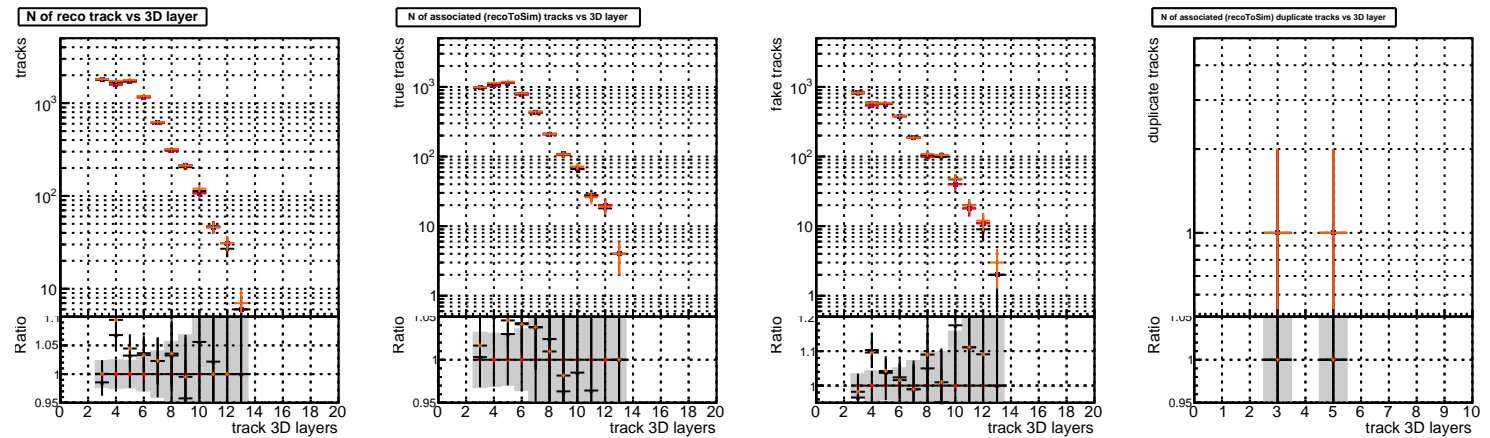 N of reco track vs 3D layer
tracks
10³
10²
10
Ratio
1.1
1.05
1
0.95
0 2 4 6 8 10 12 14 16 18 20
track 3D layers
N of associated (recoToSim) tracks vs 3D layer
true tracks
10³
10²
10
1
Ratio
1.05
1
0.95
0 2 4 6 8 10 12 14 16 18 20
track 3D layers
fake tracks
10³
10²
10
1
Ratio
1.2
1.1
1
0 2 4 6 8 10 12 14 16 18 20
track 3D layers
N of associated (recoToSim) duplicate tracks vs 3D layer
duplicate tracks
1
Ratio
1.05
1
0.95
0 1 2 3 4 5 6 7 8 9 10
track 3D layers